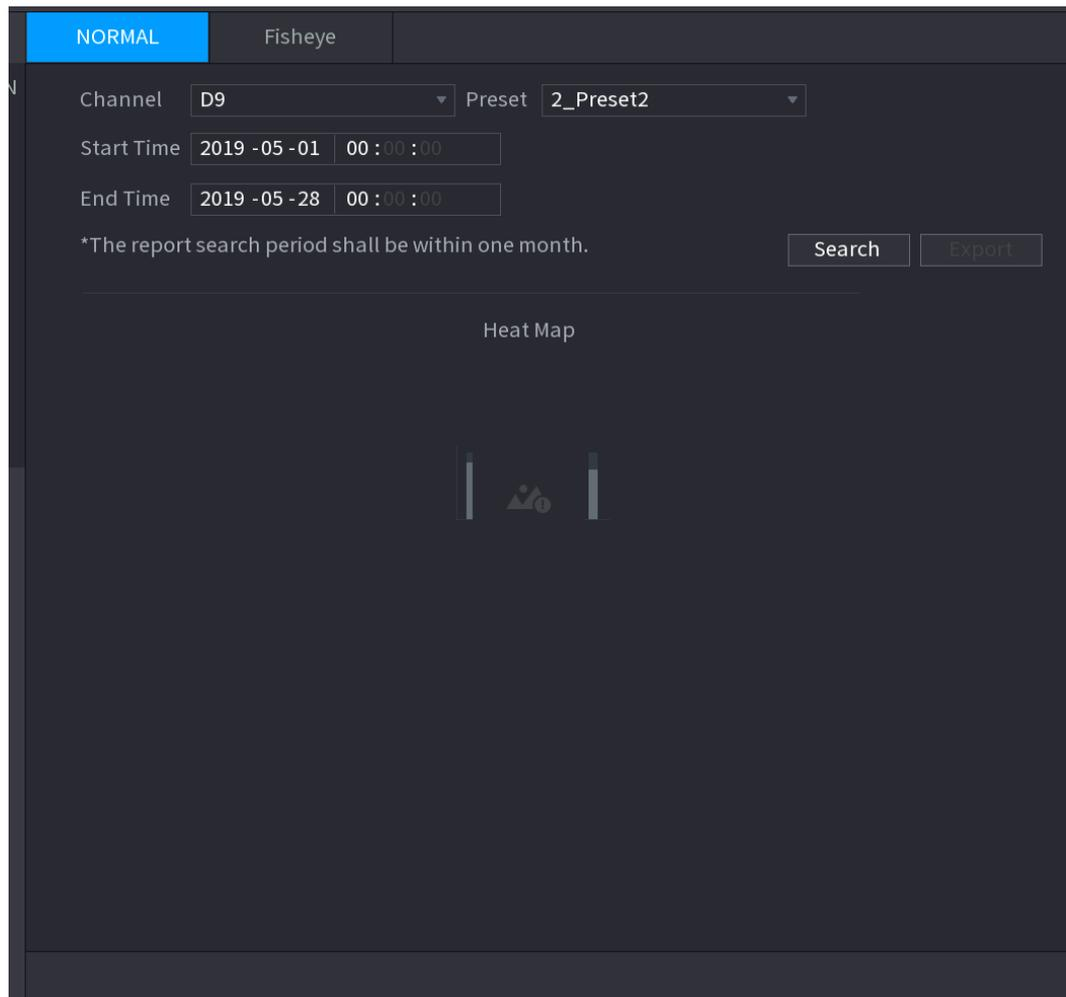 NORMAL Fisheye
N
Channel D9 Preset 2_Preset2
Start Time 2019 -05 -01 00 :00 :00
End Time 2019 -05 -28 00 :00 :00
*The report search period shall be within one month.
Search Export
Heat Map